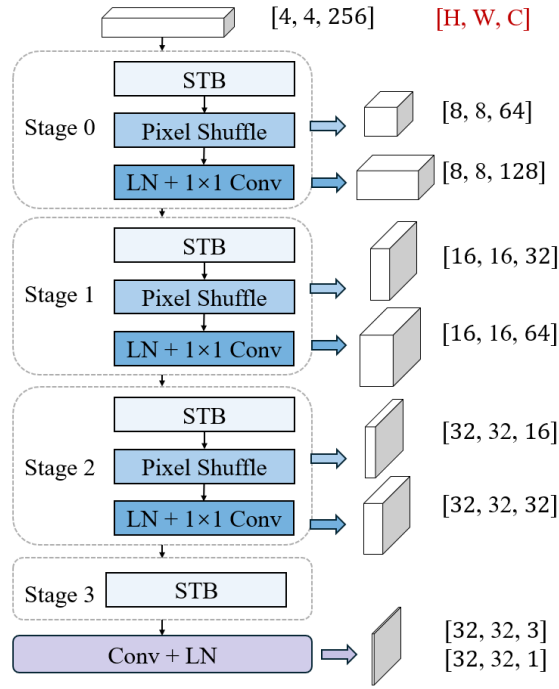 [4, 4, 256] [H, W, C]
STB
Stage 0
Pixel Shuffle
[8, 8, 64]
LN + 1×1 Conv
[8, 8, 128]
STB
[16, 16, 32]
Stage 1
Pixel Shuffle
LN + 1×1 Conv
[16, 16, 64]
STB
[32, 32, 16]
Stage 2
Pixel Shuffle
LN + 1×1 Conv
[32, 32, 32]
Stage 3
STB
Conv + LN
[32, 32, 3]
[32, 32, 1]